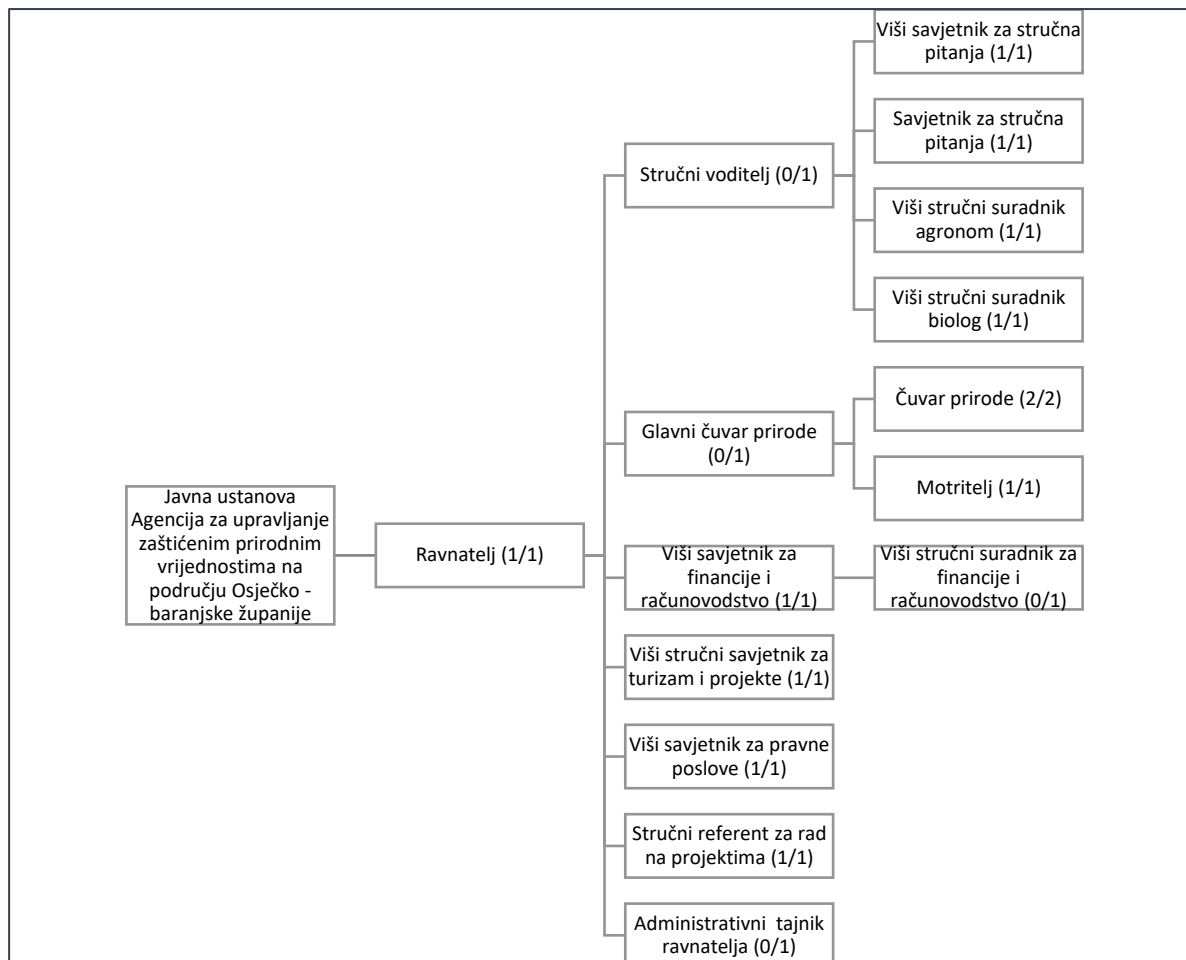 Javna ustanova
Agencija za upravljanje
zaštićenim prirodnim
vrijednostima na
području Osječko -
baranjske županije
Ravnatelj (1/1)
Stručni voditelj (0/1)
Viši savjetnik za stručna
pitanja (1/1)
Savjetnik za stručna
pitanja (1/1)
Viši stručni suradnik
agronom (1/1)
Viši stručni suradnik
biolog (1/1)
Glavni čuvar prirode
(0/1)
Čuvar prirode (2/2)
Motritelj (1/1)
Viši savjetnik za
financije i
računovodstvo (1/1)
Viši stručni suradnik za
financije i
računovodstvo (0/1)
Viši stručni savjetnik za
turizam i projekte (1/1)
Viši savjetnik za pravne
poslove (1/1)
Stručni referent za rad
na projektima (1/1)
Administrativni  tajnik
ravnatelja (0/1)